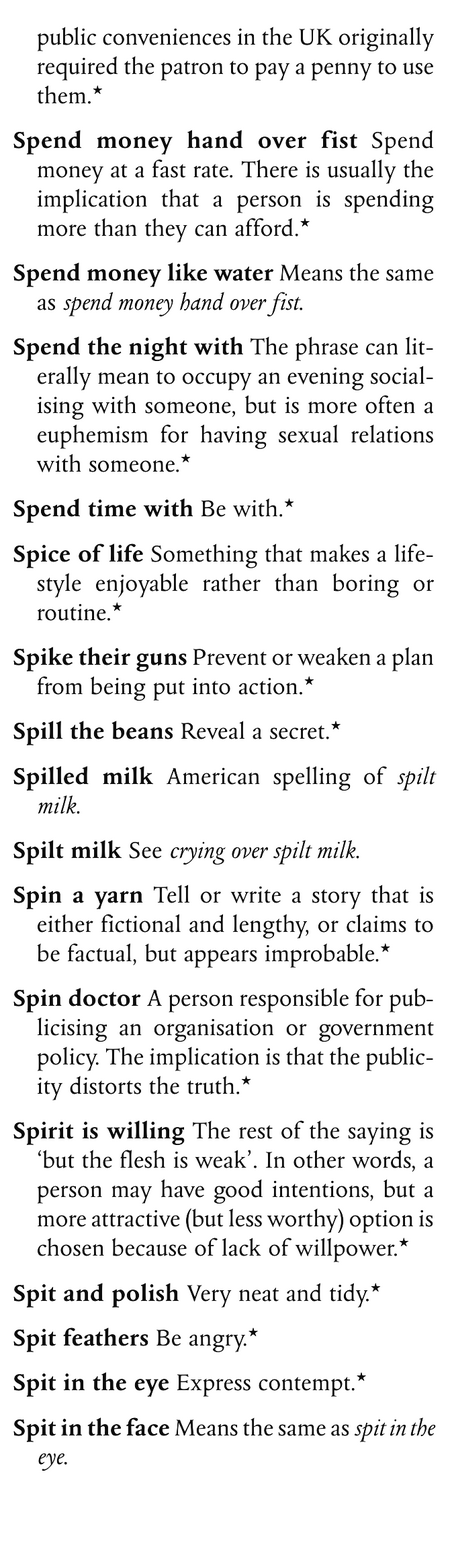 public conveniences in the UK originally
required the patron to pay a penny to use
them.★
Spend money hand over fist Spend
money at a fast rate. There is usually the
implication that a person is spending
more than they can afford.★
Spend money like water Means the same
as spend money hand over fist.
Spend the night with The phrase can lit-
erally mean to occupy an evening social-
ising with someone, but is more often a
euphemism for having sexual relations
with someone.★
Spend time with Be with.★
Spice of life Something that makes a life-
style enjoyable rather than boring or
routine.★
Spike their guns Prevent or weaken a plan
from being put into action.★
Spill the beans Reveal a secret.★
Spilled milk American spelling of spilt
milk.
Spilt milk See crying over spilt milk.
Spin a yarn Tell or write a story that is
either fictional and lengthy, or claims to
be factual, but appears improbable.★
Spin doctor A person responsible for pub-
licising an organisation or government
policy. The implication is that the public-
ity distorts the truth.★
Spirit is willing The rest of the saying is
‘but the flesh is weak’. In other words, a
person may have good intentions, but a
more attractive (but less worthy) option is
chosen because of lack of willpower.★
Spit and polish Very neat and tidy.★
Spit feathers Be angry.★
Spit in the eye Express contempt.★
Spit in the face Means the same as spit in the
eye.